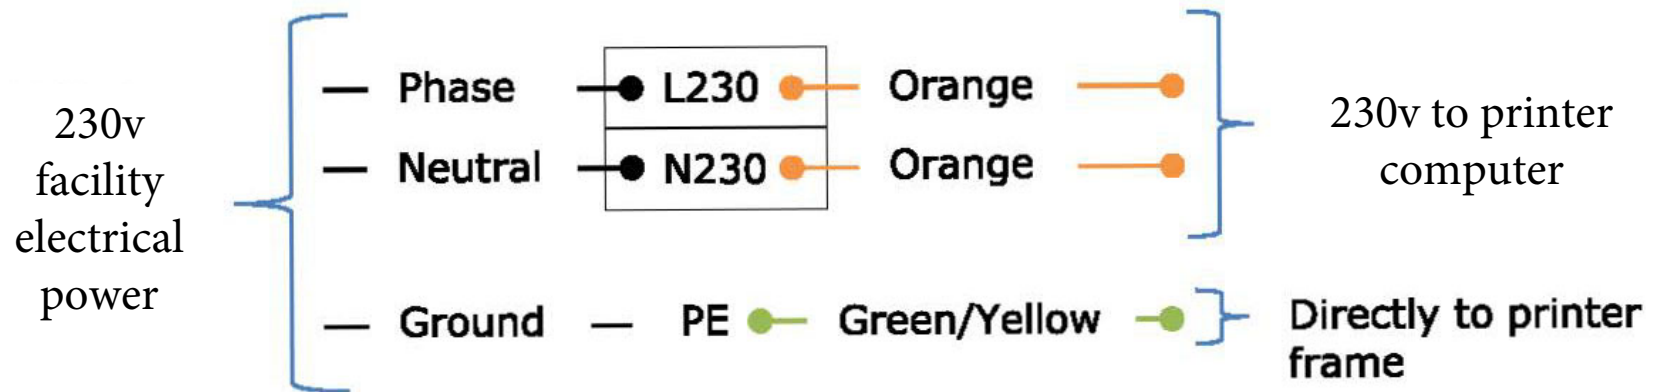 230v
facility
electrical
power
Phase L230 Orange
Neutral N230 Orange
Ground PE Green/Yellow
230v to printer
computer
Directly to printer
frame